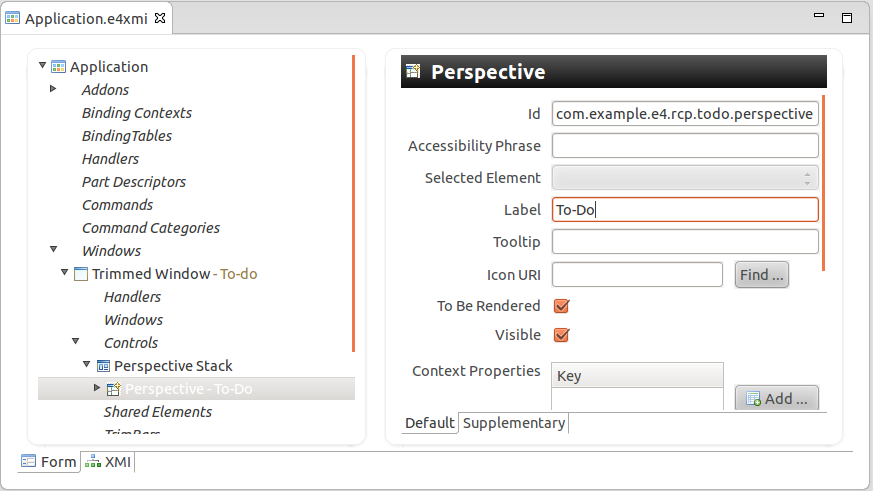 Application.e4xmi
Application
Addons
Binding Contexts
BindingTables
Handlers
Part Descriptors
Commands
Command Categories
Windows
Trimmed Window - To-do
Handlers
Windows
Controls
Perspective Stack
Perspective - To-Do
Shared Elements
TrimBars
Perspective
Id com.example.e4.rcp.todo.perspective
Accessibility Phrase
Selected Element
Label To-Do
Tooltip
Icon URI Find ...
To Be Rendered
Visible
Context Properties Key
Add ...
Default Supplementary
Form XMI